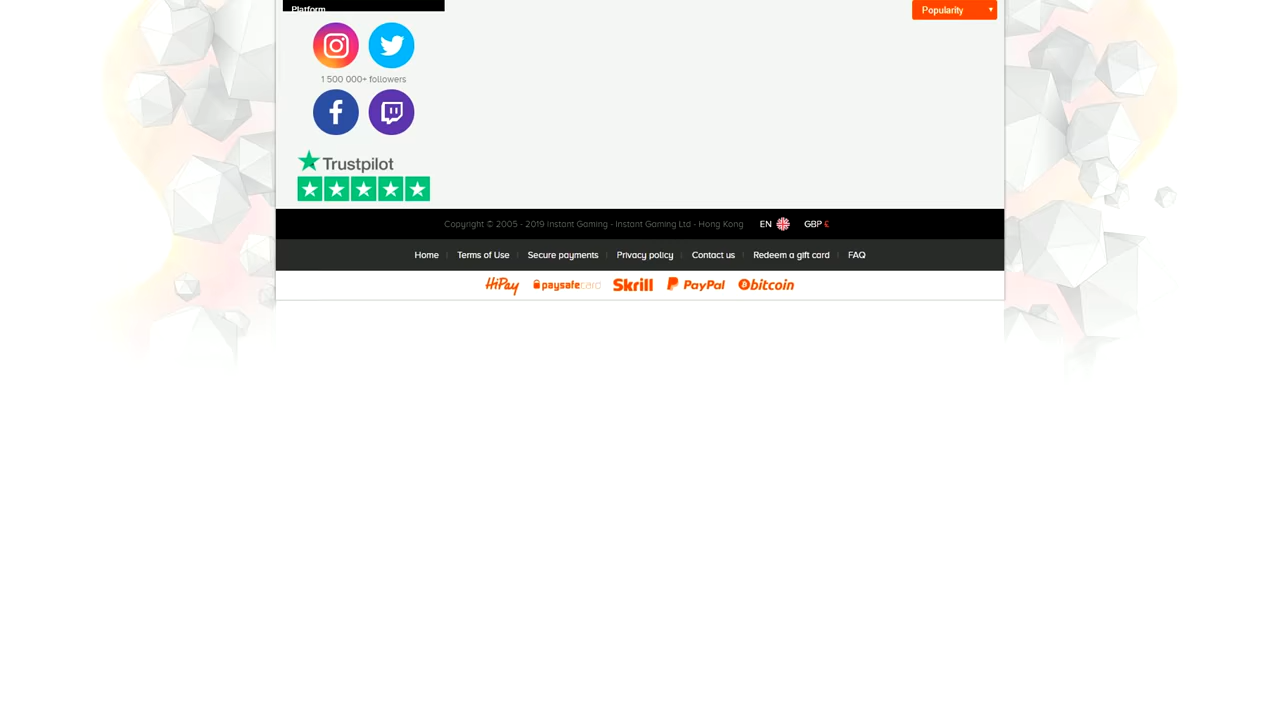 Platform
Popularity
1 500 000+ followers
Trustpilot
Copyright © 2005 - 2019 Instant Gaming - Instant Gaming Ltd - Hong Kong EN GBP £
Home Terms of Use Secure payments Privacy policy Contact us Redeem a gift card FAQ
HiPay paysafecard Skrill PayPal bitcoin